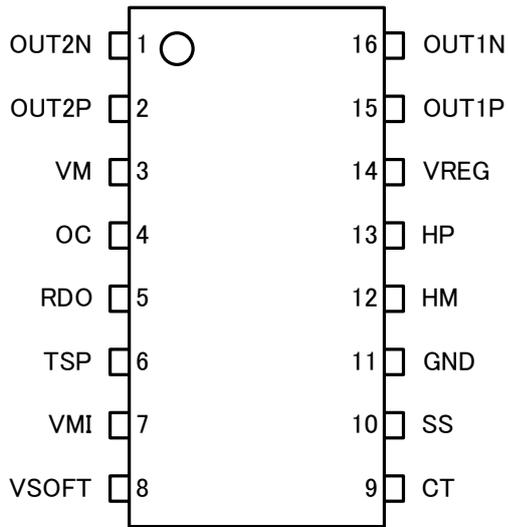 OUT2N 1 16 OUT1N
OUT2P 2 15 OUT1P
VM 3 14 VREG
OC 4 13 HP
RDO 5 12 HM
TSP 6 11 GND
VMI 7 10 SS
VSOFT 8 9 CT